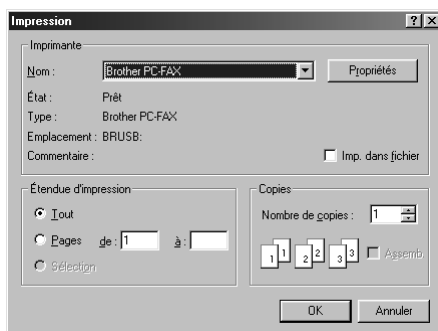 Impression
Imprimante
Nom : Brother PC-FAX Propriétés
État : Prêt
Type : Brother PC-FAX
Emplacement : BRUSB:
Commentaire : Imp. dans fichier
Étendue d'impression
Tout
Pages de : 1 à :
Sélection
Copies
Nombre de copies : 1
1 1 2 2 3 3 Assemb.
OK Annuler